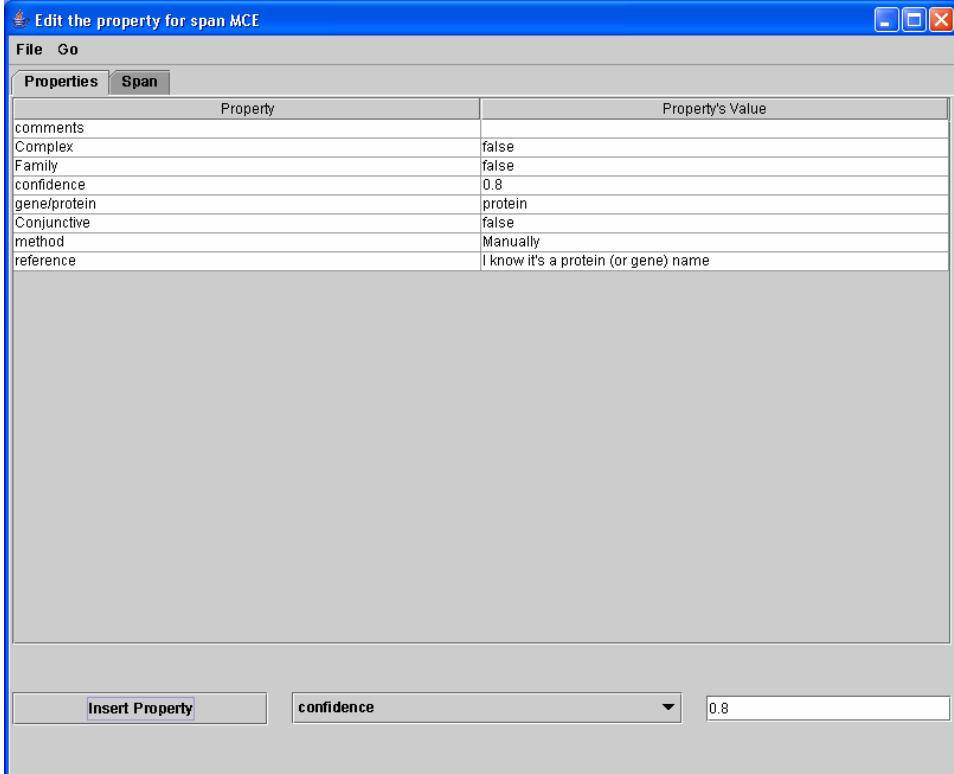 Edit the property for span MCE
File Go
Properties Span
Property Property's Value
comments
Complex false
Family false
confidence 0.8
gene/protein protein
Conjunctive false
method Manually
reference I know it's a protein (or gene) name
Insert Property confidence 0.8